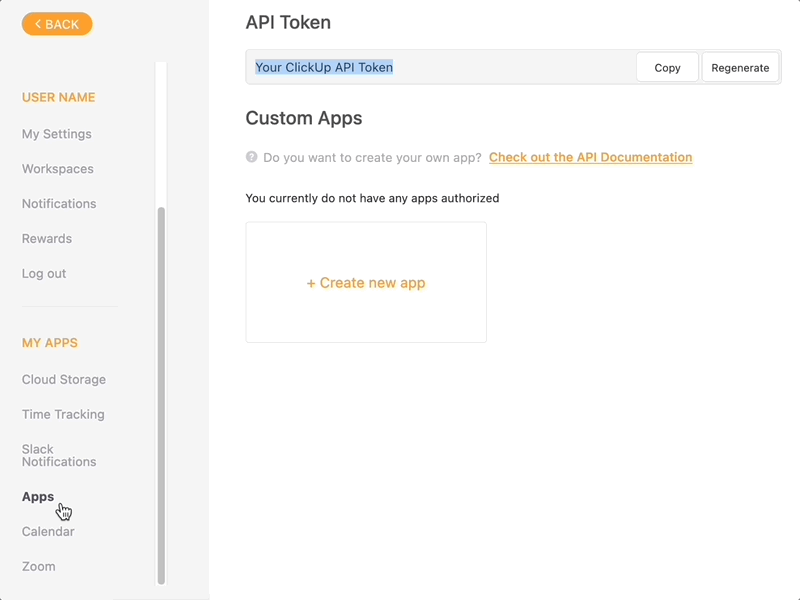 BACK
USER NAME
My Settings
Workspaces
Notifications
Rewards
Log out
MY APPS
Cloud Storage
Time Tracking
Slack
Notifications
Apps
Calendar
Zoom
API Token
Your ClickUp API Token
Copy
Regenerate
Custom Apps
? Do you want to create your own app? Check out the API Documentation
You currently do not have any apps authorized
+ Create new app